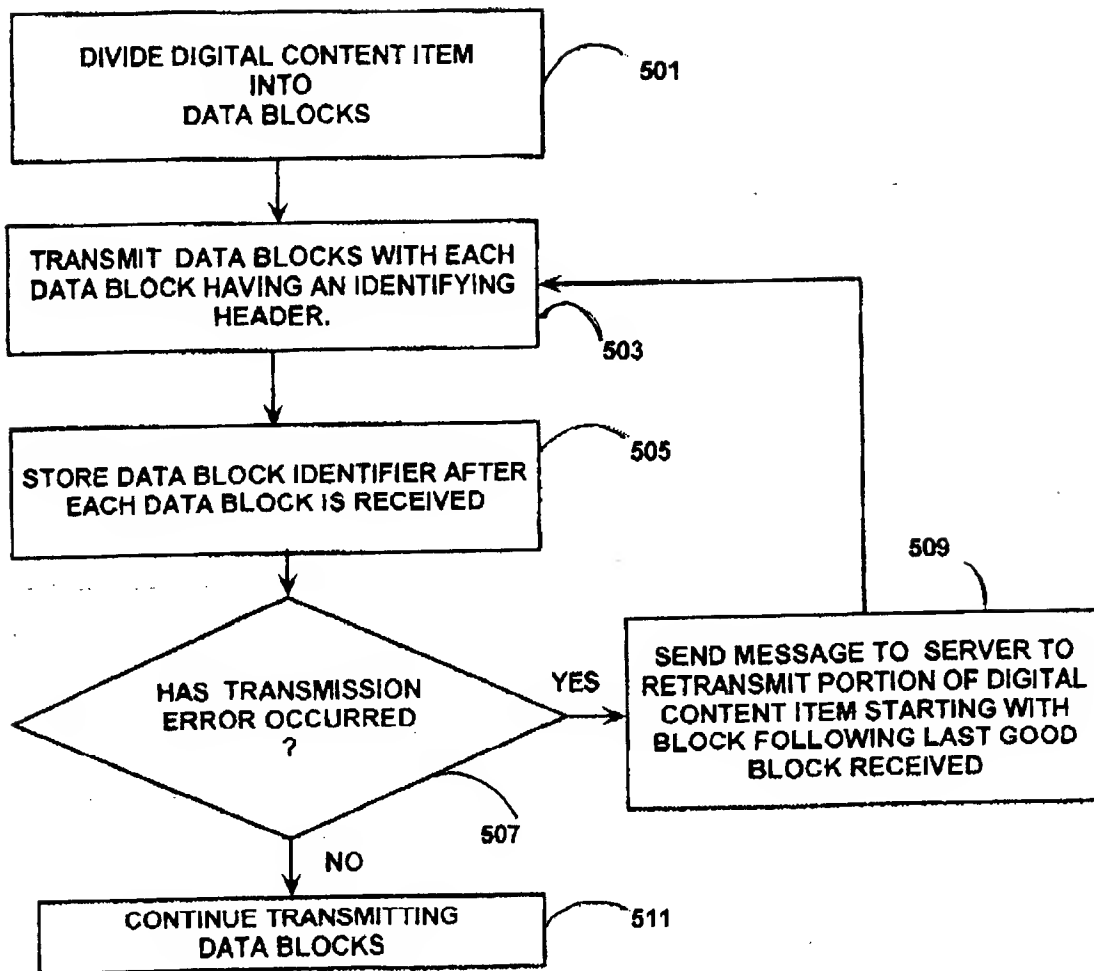 DIVIDE DIGITAL CONTENT ITEM
INTO
DATA BLOCKS
501
TRANSMIT DATA BLOCKS WITH EACH
DATA BLOCK HAVING AN IDENTIFYING
HEADER.
503
STORE DATA BLOCK IDENTIFIER AFTER
EACH DATA BLOCK IS RECEIVED
505
HAS TRANSMISSION
ERROR OCCURRED
?
507
YES
509
SEND MESSAGE TO SERVER TO
RETRANSMIT PORTION OF DIGITAL
CONTENT ITEM STARTING WITH
BLOCK FOLLOWING LAST GOOD
BLOCK RECEIVED
NO
CONTINUE TRANSMITTING
DATA BLOCKS
511